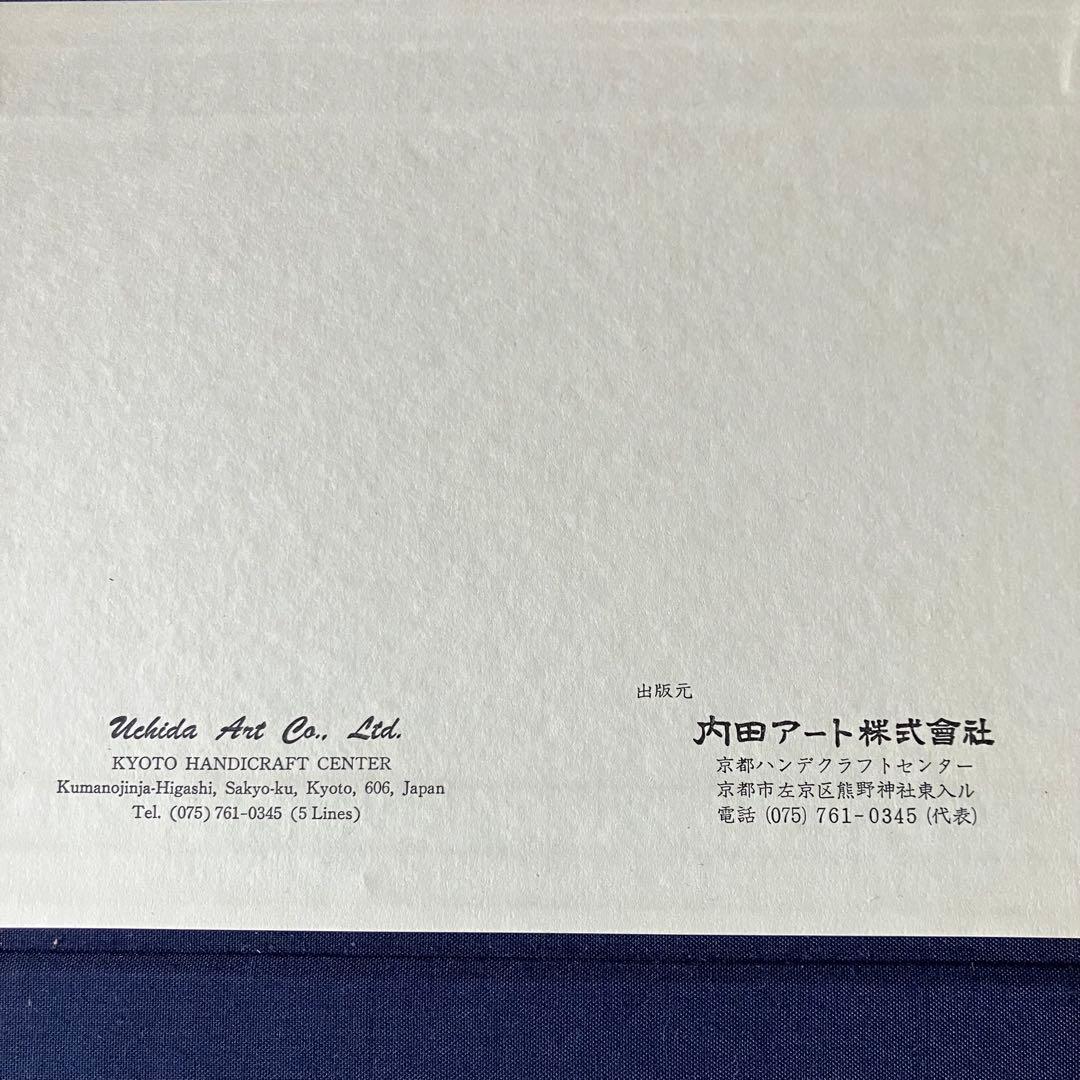 Uchida Art Co., Ltd.
KYOTO HANDICRAFT CENTER
Kumanojinja-Higashi, Sakyo-ku, Kyoto, 606, Japan
Tel. (075) 761-0345 (5 Lines)
出版元
内田アート株式會社
京都ハンデクラフトセンター
京都市左京区熊野神社東入ル
電話 (075) 761-0345 (代表)